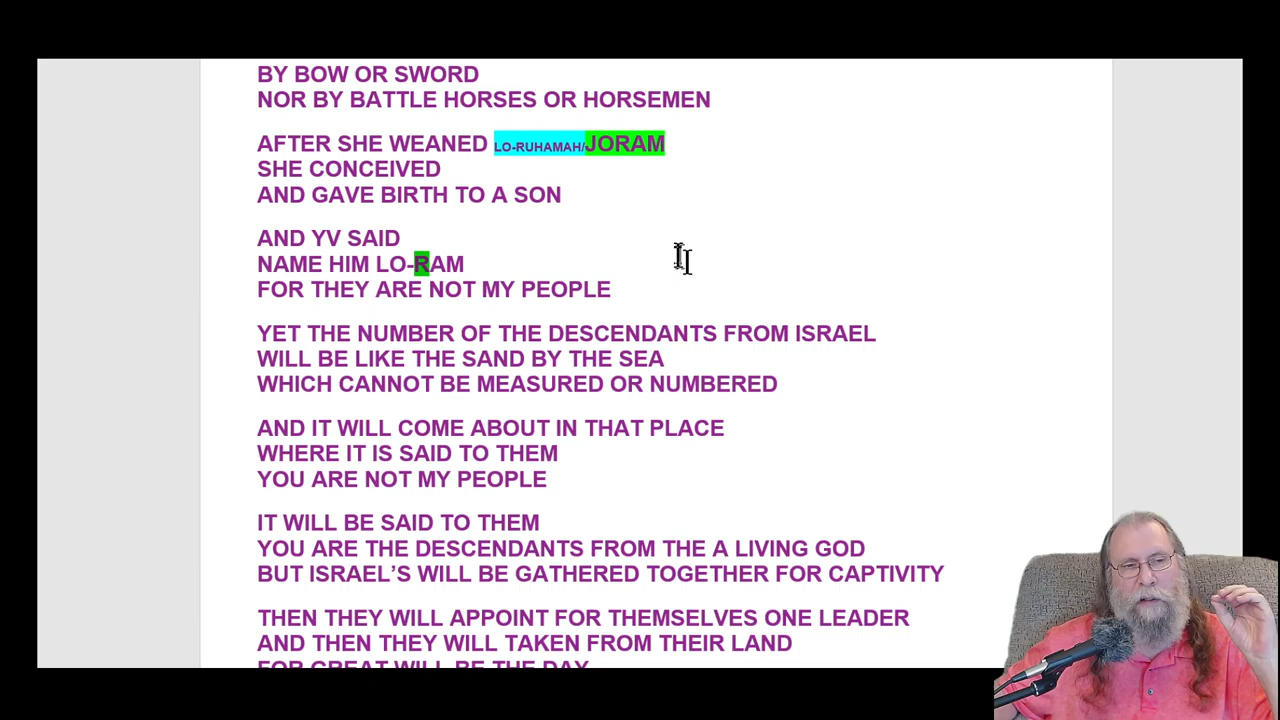 BY BOW OR SWORD
NOR BY BATTLE HORSES OR HORSEMEN
AFTER SHE WEANED LO-RUHAMAH/JORAM
SHE CONCEIVED
AND GAVE BIRTH TO A SON
AND YV SAID
NAME HIM LO-RAM
FOR THEY ARE NOT MY PEOPLE
YET THE NUMBER OF THE DESCENDANTS FROM ISRAEL
WILL BE LIKE THE SAND BY THE SEA
WHICH CANNOT BE MEASURED OR NUMBERED
AND IT WILL COME ABOUT IN THAT PLACE
WHERE IT IS SAID TO THEM
YOU ARE NOT MY PEOPLE
IT WILL BE SAID TO THEM
YOU ARE THE DESCENDANTS FROM THE A LIVING GOD
BUT ISRAEL’S WILL BE GATHERED TOGETHER FOR CAPTIVITY
THEN THEY WILL APPOINT FOR THEMSELVES ONE LEADER
AND THEN THEY WILL TAKEN FROM THEIR LAND
FOR GREAT WILL BE THE DAY